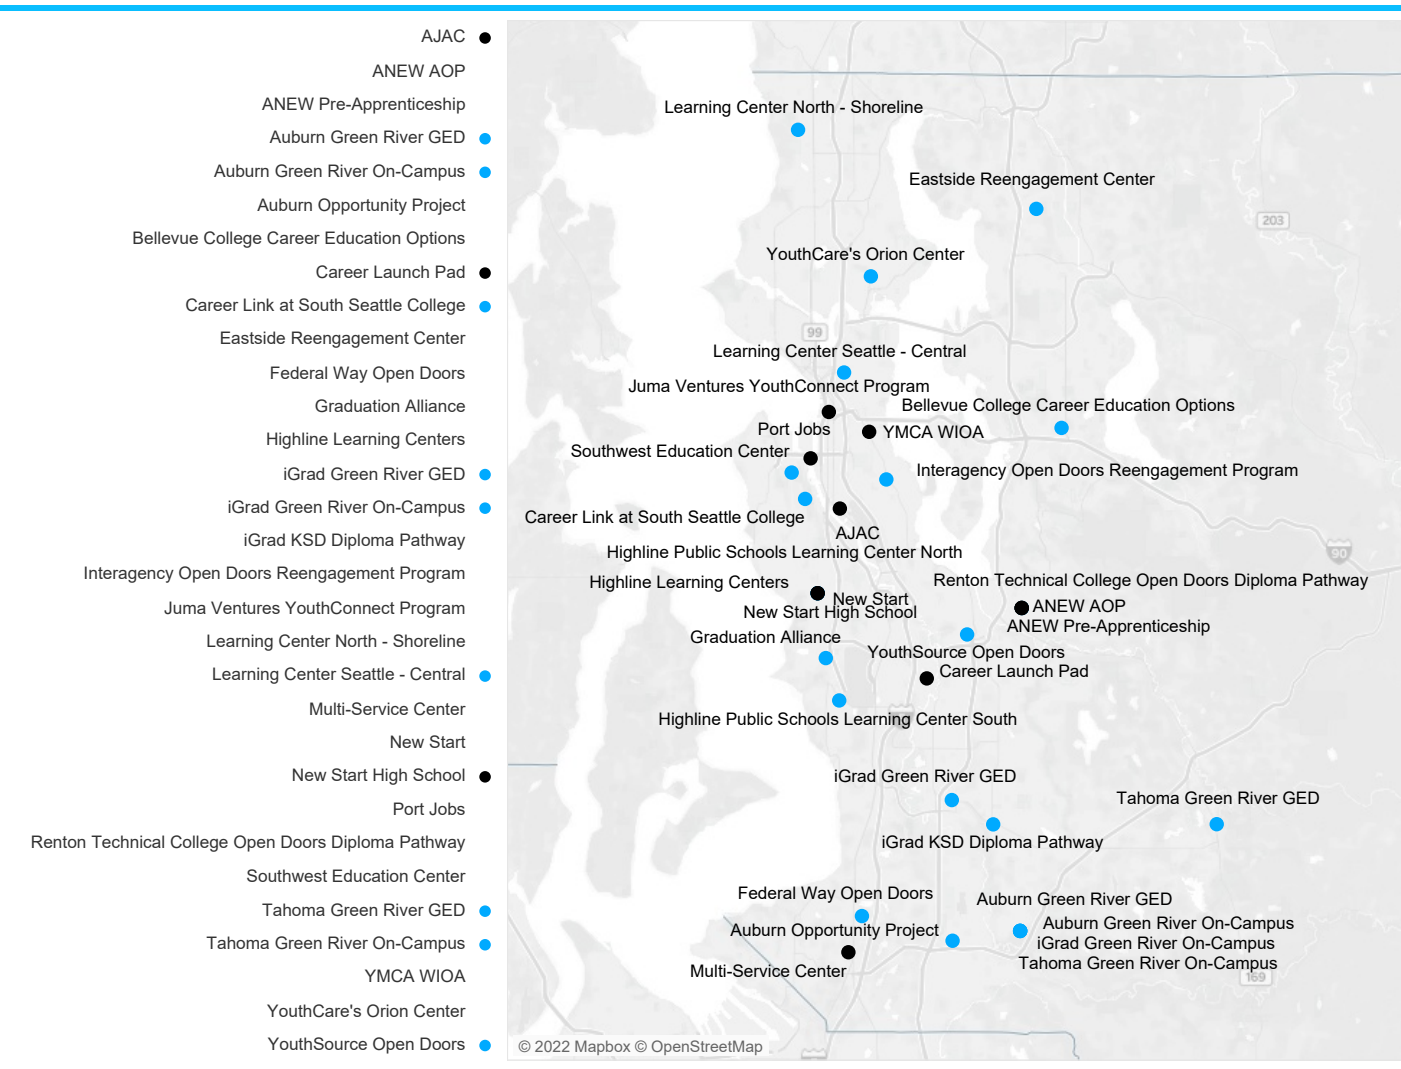 AJAC
ANEW AOP
ANEW Pre-Apprenticeship
Auburn Green River GED
Auburn Green River On-Campus
Auburn Opportunity Project
Bellevue College Career Education Options
Career Launch Pad
Career Link at South Seattle College
Eastside Reengagement Center
Federal Way Open Doors
Graduation Alliance
Highline Learning Centers
iGrad Green River GED
iGrad Green River On-Campus
iGrad KSD Diploma Pathway
Interagency Open Doors Reengagement Program
Juma Ventures YouthConnect Program
Learning Center North - Shoreline
Learning Center Seattle - Central
Multi-Service Center
New Start
New Start High School
Port Jobs
Renton Technical College Open Doors Diploma Pathway
Southwest Education Center
Tahoma Green River GED
Tahoma Green River On-Campus
YMCA WIOA
YouthCare's Orion Center
YouthSource Open Doors
Learning Center North - Shoreline
Eastside Reengagement Center
203
YouthCare's Orion Center
99
Learning Center Seattle - Central
Juma Ventures YouthConnect Program
Bellevue College Career Education Options
Port Jobs
YMCA WIOA
Southwest Education Center
Interagency Open Doors Reengagement Program
Career Link at South Seattle College
AJAC
Highline Public Schools Learning Center North
90
Highline Learning Centers
Renton Technical College Open Doors Diploma Pathway
New Start
ANEW AOP
New Start High School
ANEW Pre-Apprenticeship
Graduation Alliance
YouthSource Open Doors
Career Launch Pad
Highline Public Schools Learning Center South
iGrad Green River GED
Tahoma Green River GED
iGrad KSD Diploma Pathway
Federal Way Open Doors
Auburn Green River GED
Auburn Green River On-Campus
Auburn Opportunity Project
iGrad Green River On-Campus
Tahoma Green River On-Campus
Multi-Service Center
169
© 2022 Mapbox © OpenStreetMap